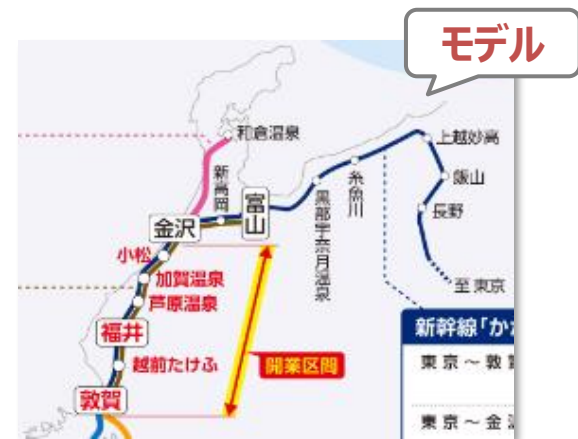 モデル
和倉温泉
上越妙高
飯山
長野
至東京
糸魚川
黒部宇奈月温泉
新高岡
富山
金沢
小松
加賀温泉
芦原温泉
福井
越前たけふ
敦賀
開業区間
新幹線「か
東京～敦
東京～金